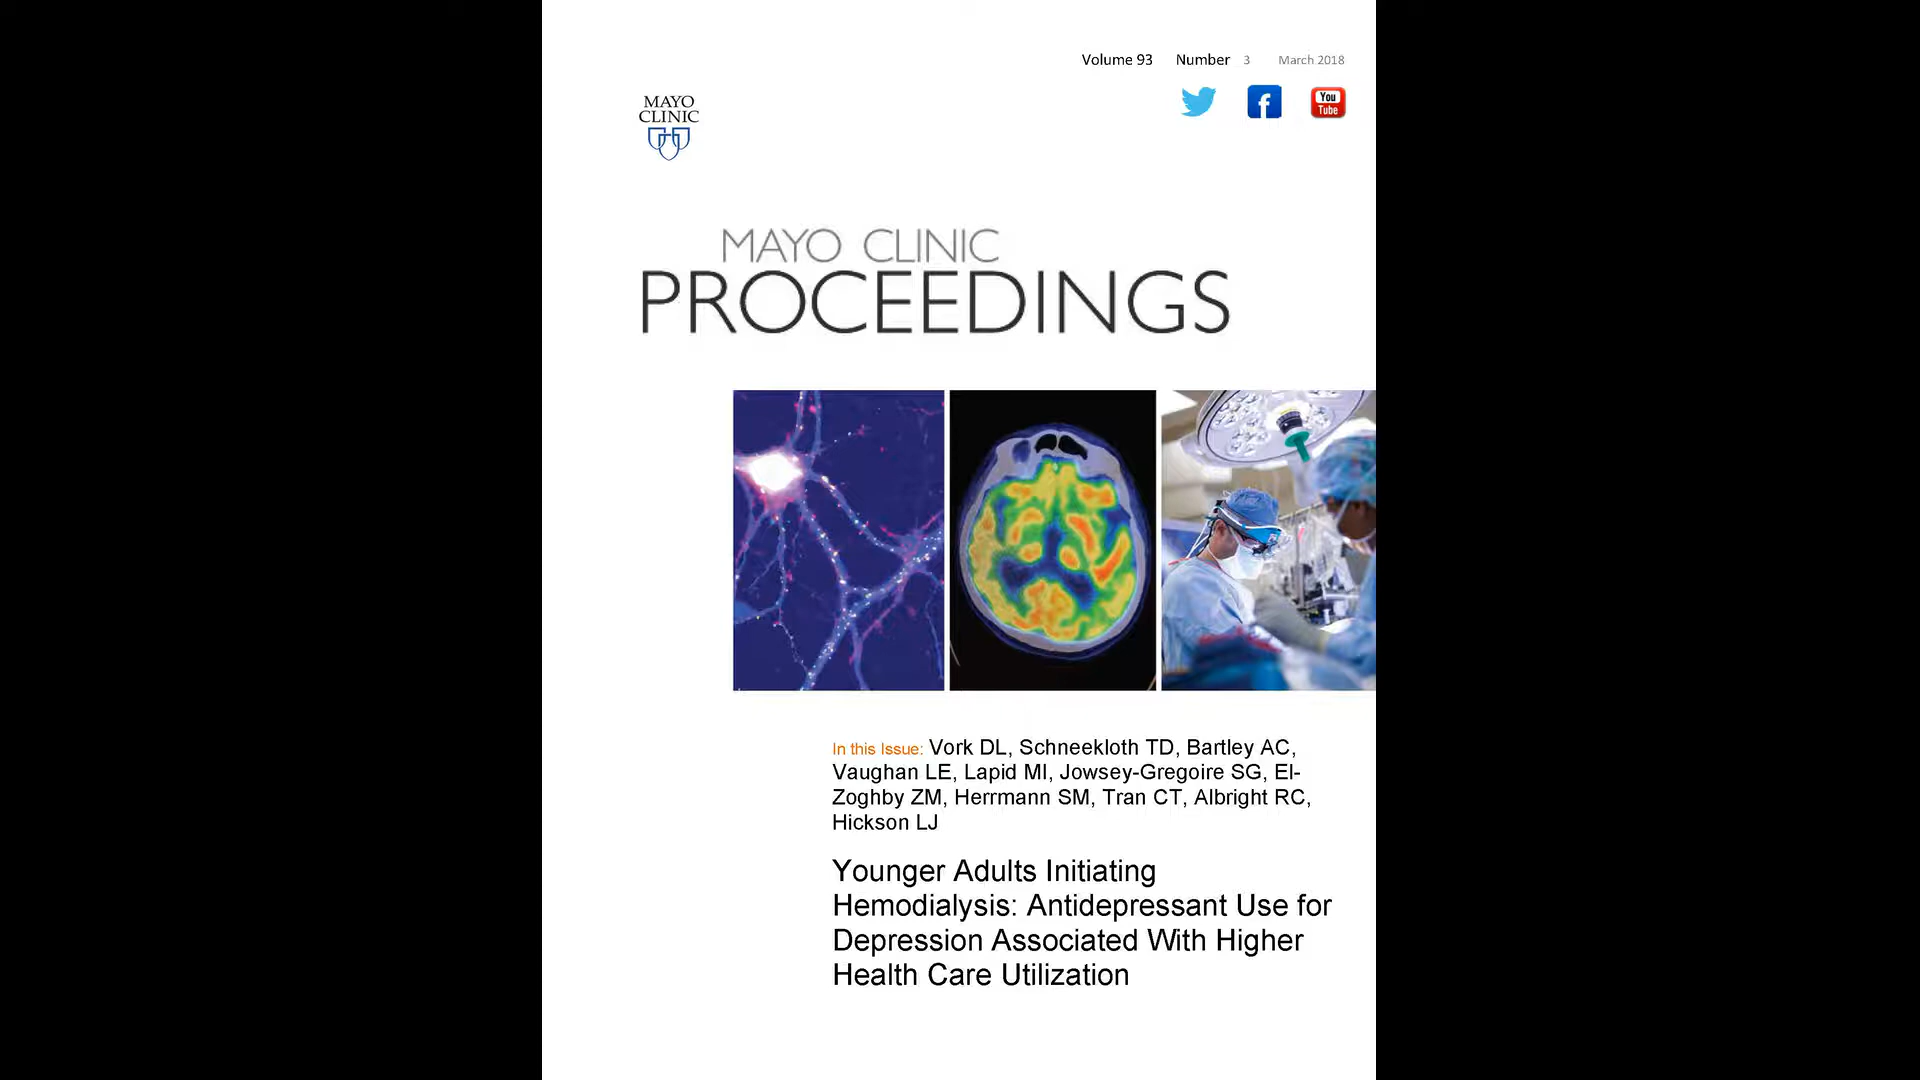 Volume 93 Number 3 March 2018
You
Tube
MAYO
CLINIC
MAYO CLINIC
PROCEEDINGS
In this Issue: Vork DL, Schneekloth TD, Bartley AC,
Vaughan LE, Lapid MI, Jowsey-Gregoire SG, El-
Zoghby ZM, Herrmann SM, Tran CT, Albright RC,
Hickson LJ
Younger Adults Initiating
Hemodialysis: Antidepressant Use for
Depression Associated With Higher
Health Care Utilization